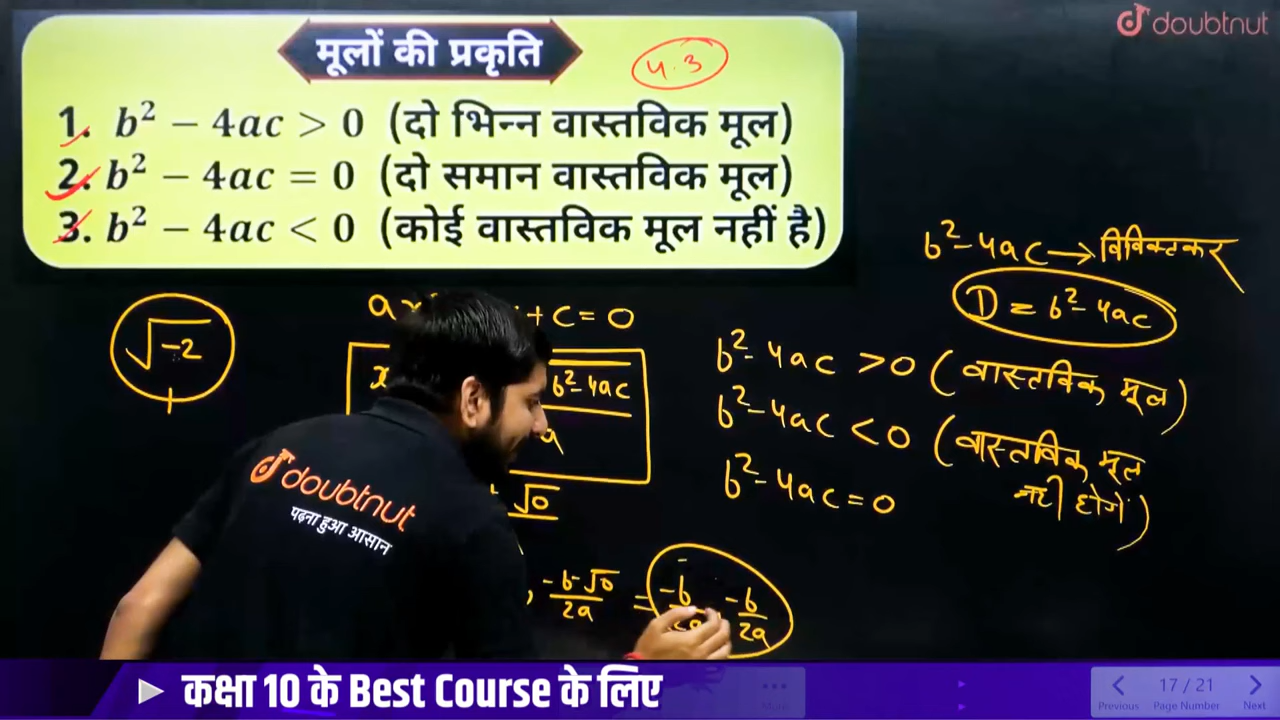 doubtnut
मूलों की प्रकृति
4.3
1. b² − 4ac > 0 (दो भिन्न वास्तविक मूल)
2. b² − 4ac = 0 (दो समान वास्तविक मूल)
3. b² − 4ac < 0 (कोई वास्तविक मूल नहीं है)
b²-4ac → विविक्तकर
D = b²-4ac
√-2
+ c = 0
b²-4ac
b²-4ac > 0 (वास्तविक मूल)
b²-4ac < 0 (वास्तविक मूल
नही होगें)
b²-4ac = 0
√0
, -b-√0/2a = -b/2a -b/2a
doubtnut
पढ़ना हुआ आसान
कक्षा 10 के Best Course के लिए
More
17 / 21
Previous Page Number Next